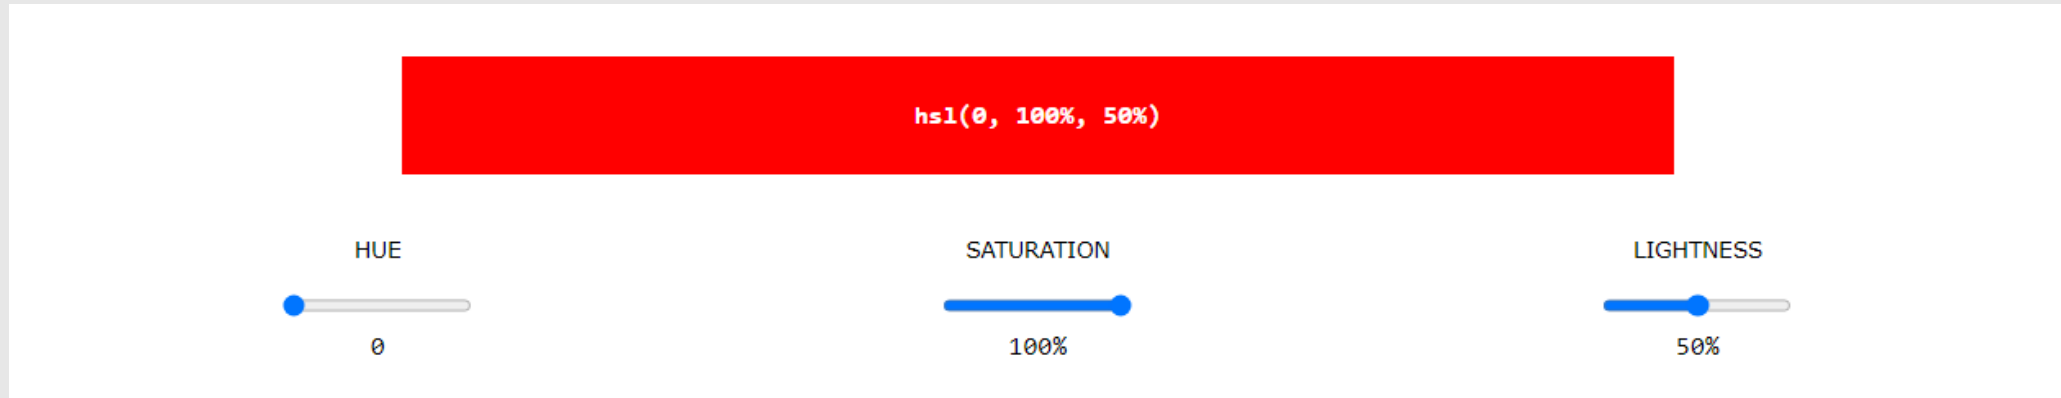 hsl(0, 100%, 50%)
HUE
SATURATION
LIGHTNESS
0
100%
50%